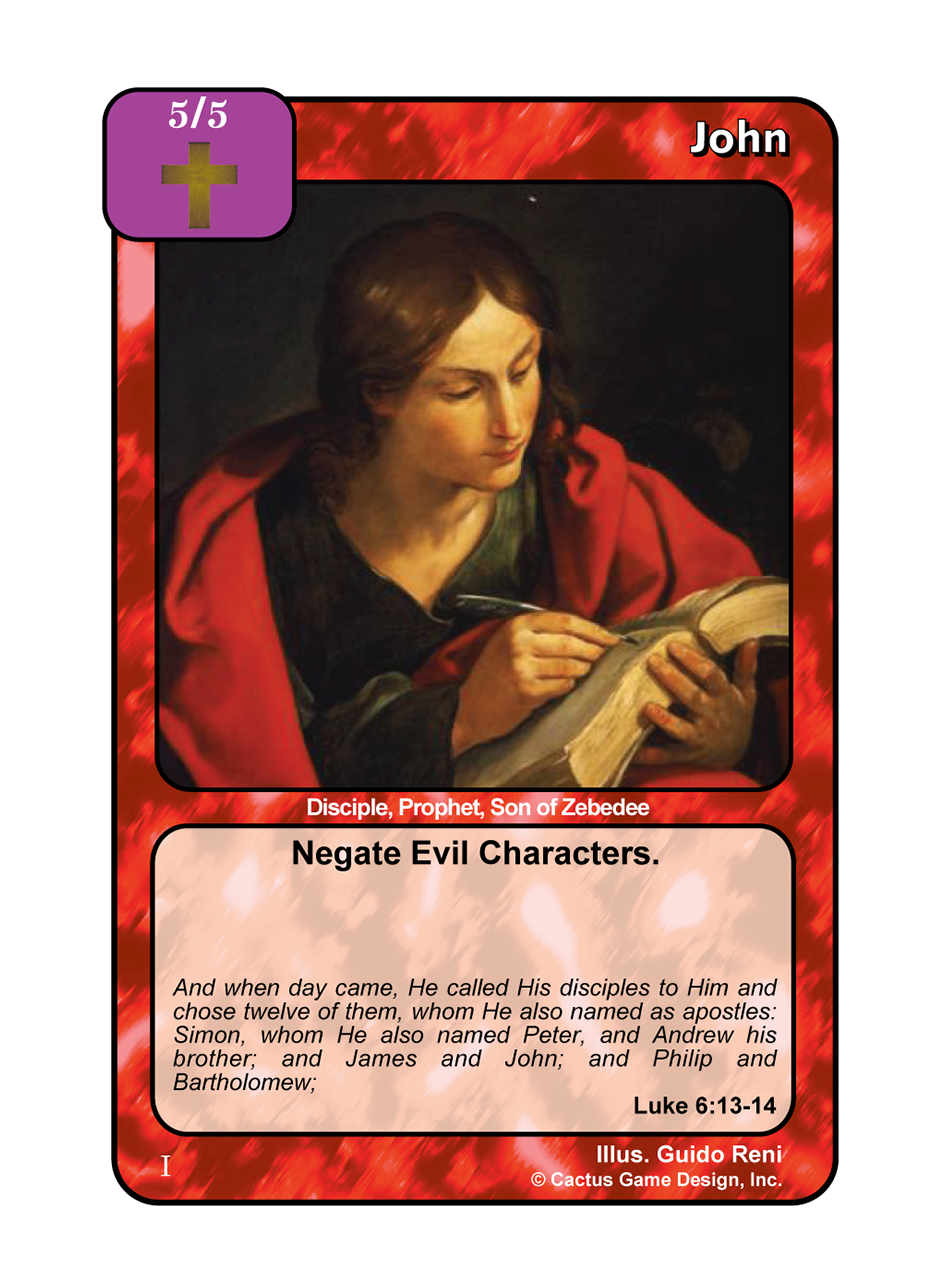 5/5
John
Disciple, Prophet, Son of Zebedee
Negate Evil Characters.
And when day came, He called His disciples to Him and
chose twelve of them, whom He also named as apostles:
Simon, whom He also named Peter, and Andrew his
brother; and James and John; and Philip and
Bartholomew;
Luke 6:13-14
I
Illus. Guido Reni
© Cactus Game Design, Inc.